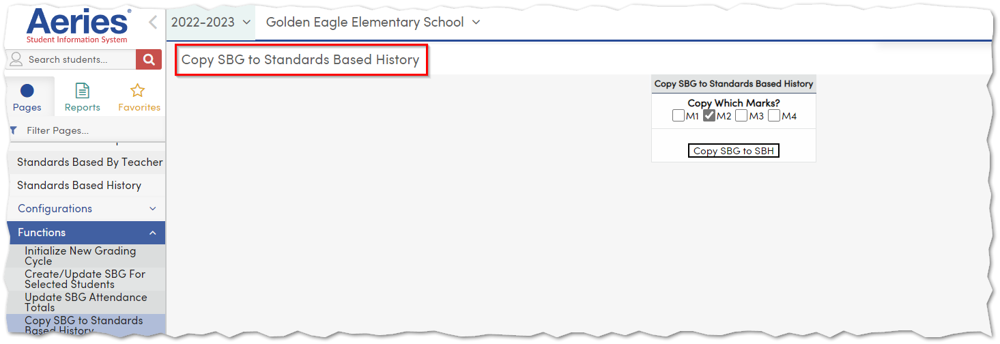 Aeries®
Student Information System
2022-2023
Golden Eagle Elementary School
Search students...
Copy SBG to Standards Based History
Pages
Reports
Favorites
Filter Pages...
Standards Based By Teacher
Standards Based History
Configurations
Functions
Initialize New Grading
Cycle
Create/Update SBG For
Selected Students
Update SBG Attendance
Totals
Copy SBG to Standards
Based History
Copy SBG to Standards Based History
Copy Which Marks?
M1 M2 M3 M4
Copy SBG to SBH